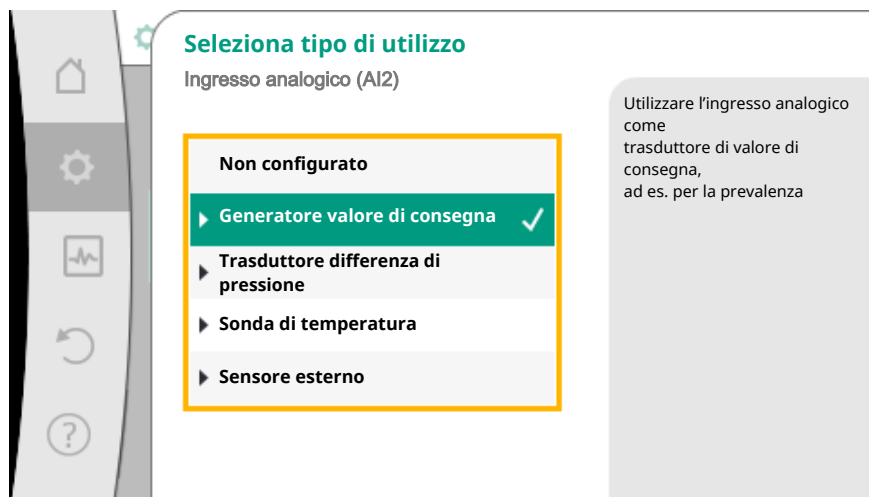 Seleziona tipo di utilizzo
Ingresso analogico (AI2)
Non configurato
Generatore valore di consegna
Trasduttore differenza di
pressione
Sonda di temperatura
Sensore esterno
Utilizzare l'ingresso analogico
come
trasduttore di valore di
consegna,
ad es. per la prevalenza
?